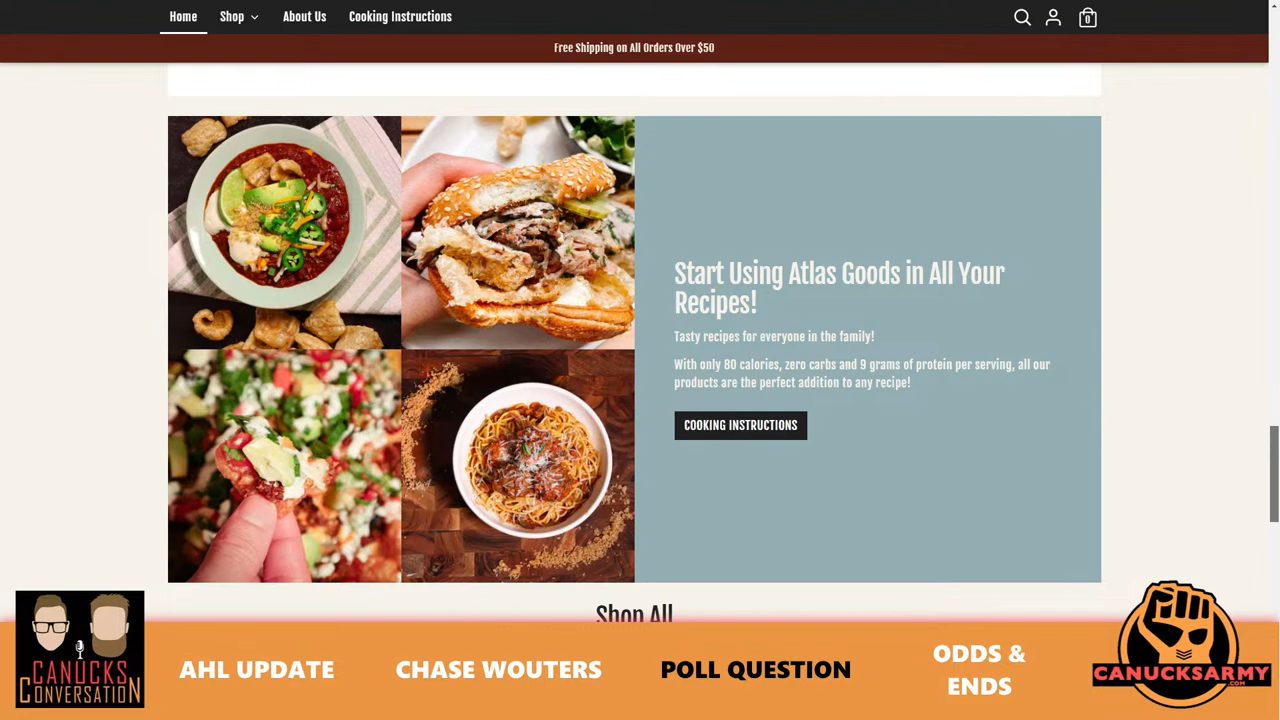 Home Shop About Us Cooking Instructions 0
Free Shipping on All Orders Over $50
Start Using Atlas Goods in All Your
Recipes!
Tasty recipes for everyone in the family!
With only 80 calories, zero carbs and 9 grams of protein per serving, all our
products are the perfect addition to any recipe!
COOKING INSTRUCTIONS
Shop All
CANUCKS
CONVERSATION
AHL UPDATE
CHASE WOUTERS
POLL QUESTION
ODDS &
ENDS
CANUCKSARMY
.COM